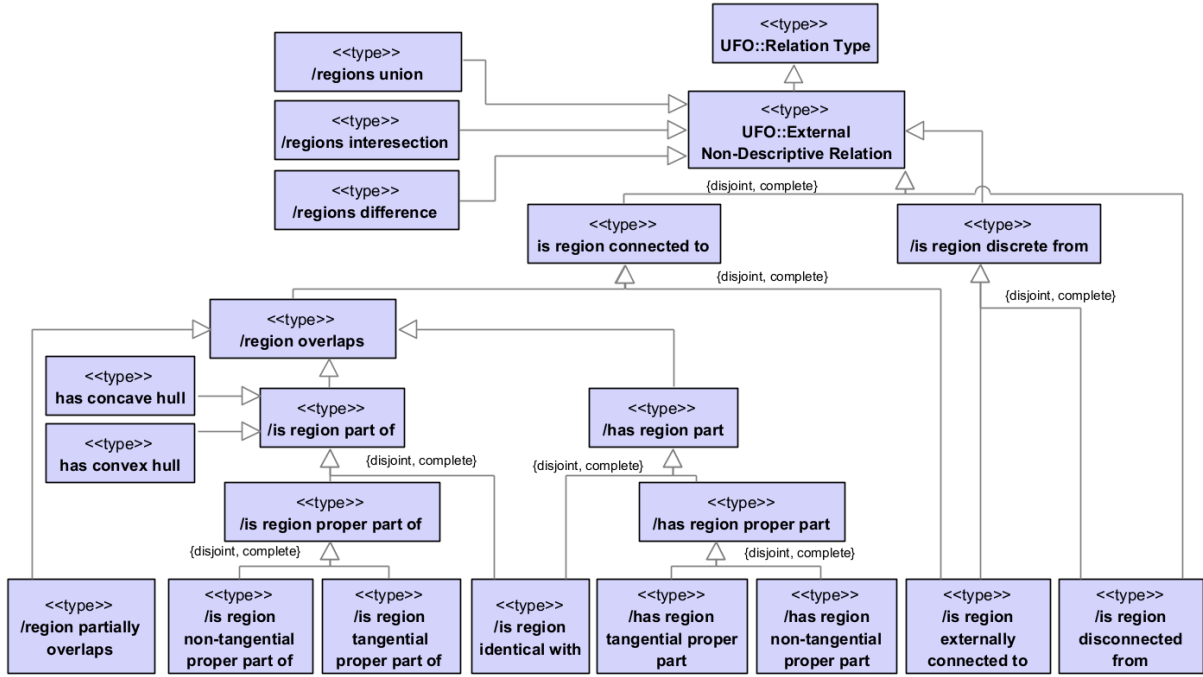 <<type>>
UFO::Relation Type
<<type>>
/regions union
<<type>>
UFO::External
Non-Descriptive Relation
<<type>>
/regions interesection
<<type>>
/regions difference
{disjoint, complete}
<<type>>
is region connected to
<<type>>
/is region discrete from
{disjoint, complete}
{disjoint, complete}
<<type>>
/region overlaps
<<type>>
has concave hull
<<type>>
/is region part of
<<type>>
/has region part
<<type>>
has convex hull
{disjoint, complete}
{disjoint, complete}
<<type>>
/is region proper part of
<<type>>
/has region proper part
{disjoint, complete}
{disjoint, complete}
<<type>>
/region partially
overlaps
<<type>>
/is region
non-tangential
proper part of
<<type>>
/is region
tangential
proper part of
<<type>>
/is region
identical with
<<type>>
/has region
tangential proper
part
<<type>>
/has region
non-tangential
proper part
<<type>>
/is region
externally
connected to
<<type>>
/is region
disconnected
from